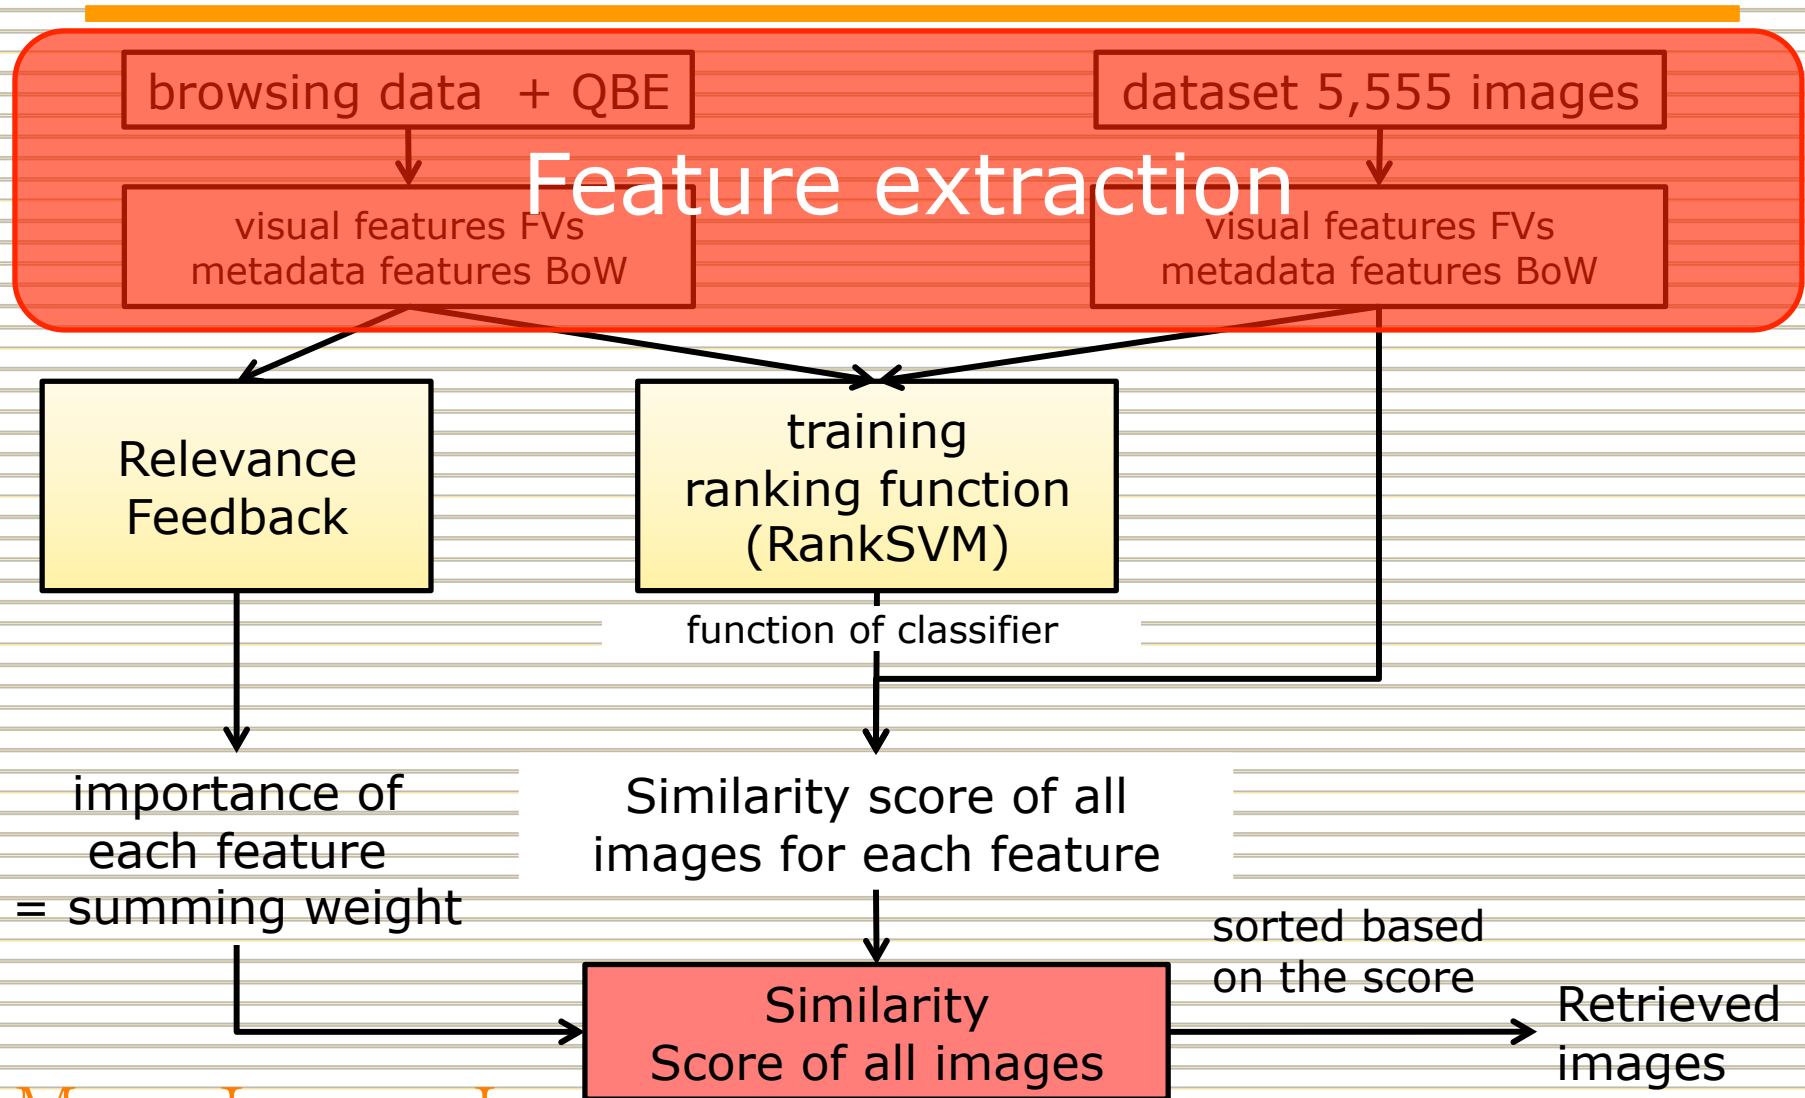 browsing data + QBE
dataset 5,555 images
Feature extraction
visual features FVs
metadata features BoW
visual features FVs
metadata features BoW
Relevance
Feedback
training
ranking function
(RankSVM)
function of classifier
importance of
each feature
= summing weight
Similarity score of all
images for each feature
sorted based
on the score
Similarity
Score of all images
Retrieved
images